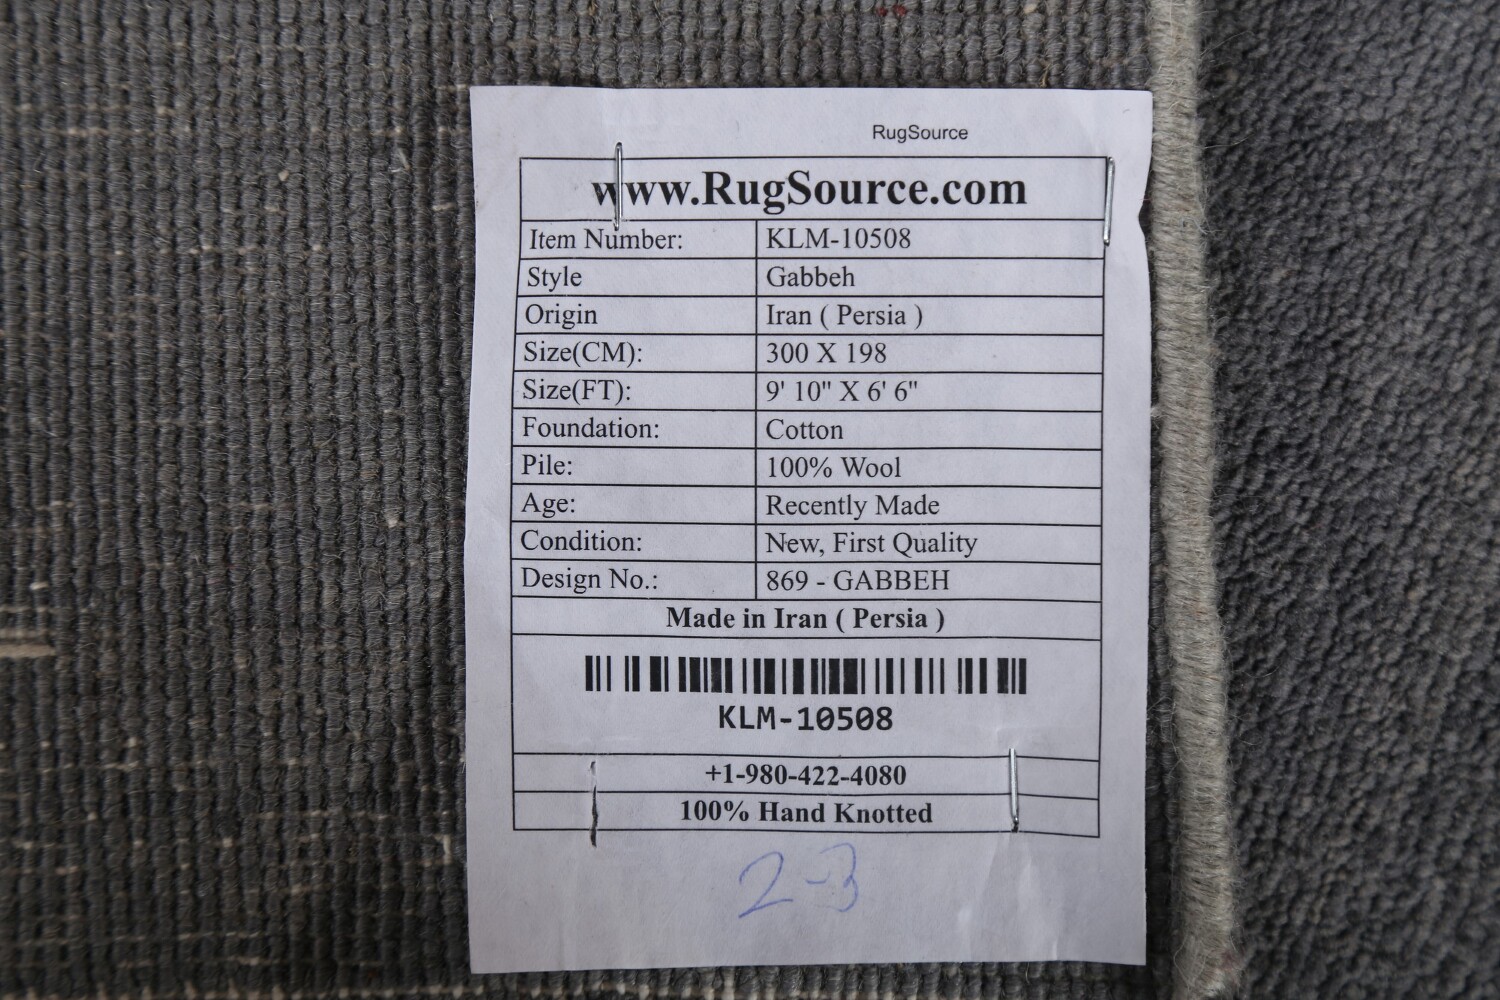 RugSource
www.RugSource.com
Item Number: KLM-10508
Style Gabbeh
Origin Iran ( Persia )
Size(CM): 300 X 198
Size(FT): 9' 10" X 6' 6"
Foundation: Cotton
Pile: 100% Wool
Age: Recently Made
Condition: New, First Quality
Design No.: 869 - GABBEH
Made in Iran ( Persia )
KLM-10508
+1-980-422-4080
100% Hand Knotted
2-3